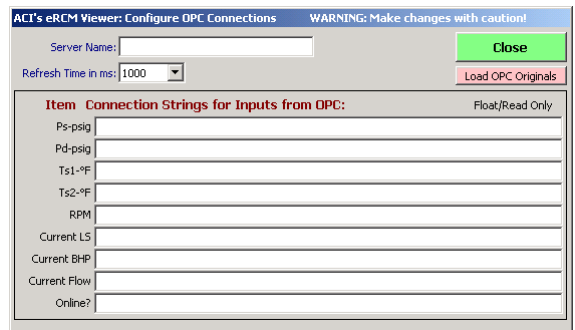 ACI's eRCM Viewer: Configure OPC Connections WARNING: Make changes with caution!
Server Name:
Close
Refresh Time in ms: 1000
Load OPC Originals
Item Connection Strings for Inputs from OPC: Float/Read Only
Ps-psig
Pd-psig
Ts1-ºF
Ts2-ºF
RPM
Current LS
Current BHP
Current Flow
Online?